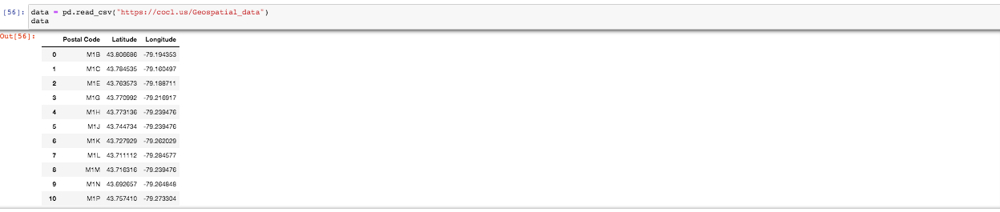 [56]: data = pd.read_csv("https://cocl.us/Geospatial_data")
data
Out[56]:
Postal Code Latitude Longitude
0 M1B 43.806686 -79.194353
1 M1C 43.784535 -79.160497
2 M1E 43.763573 -79.188711
3 M1G 43.770992 -79.216917
4 M1H 43.773136 -79.239476
5 M1J 43.744734 -79.239476
6 M1K 43.727929 -79.262029
7 M1L 43.711112 -79.284577
8 M1M 43.716316 -79.239476
9 M1N 43.692657 -79.264848
10 M1P 43.757410 -79.273304